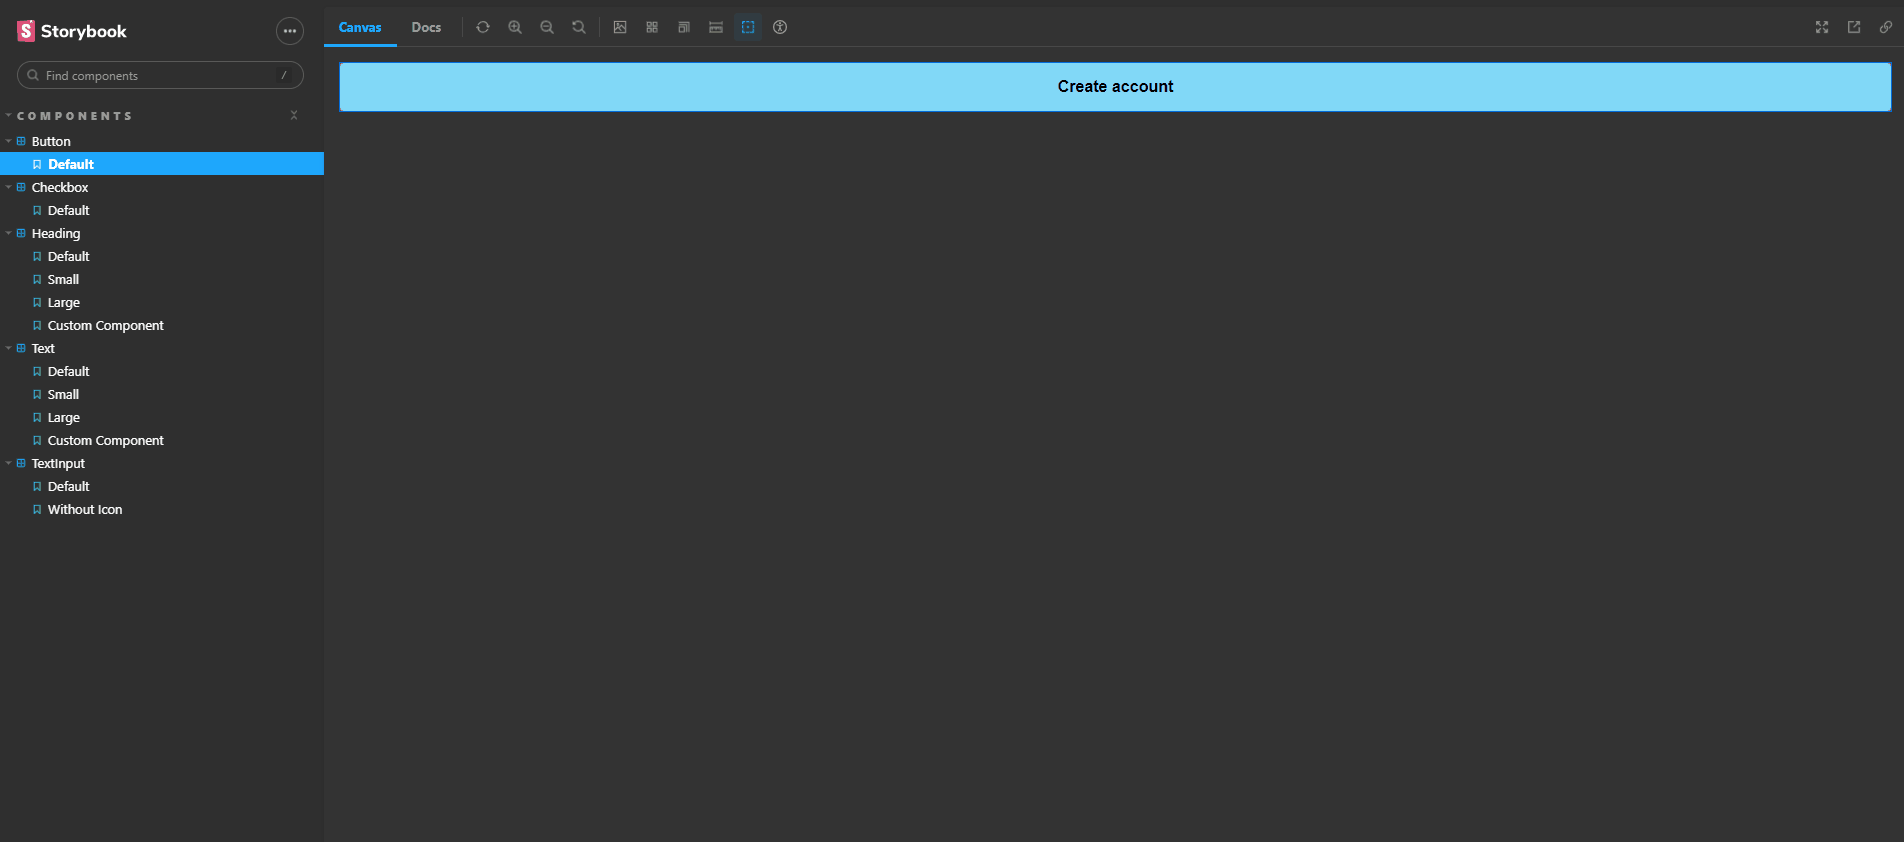 Storybook
Find components
/
COMPONENTS
Button
Default
Checkbox
Default
Heading
Default
Small
Large
Custom Component
Text
Default
Small
Large
Custom Component
TextInput
Default
Without Icon
Canvas Docs
Create account